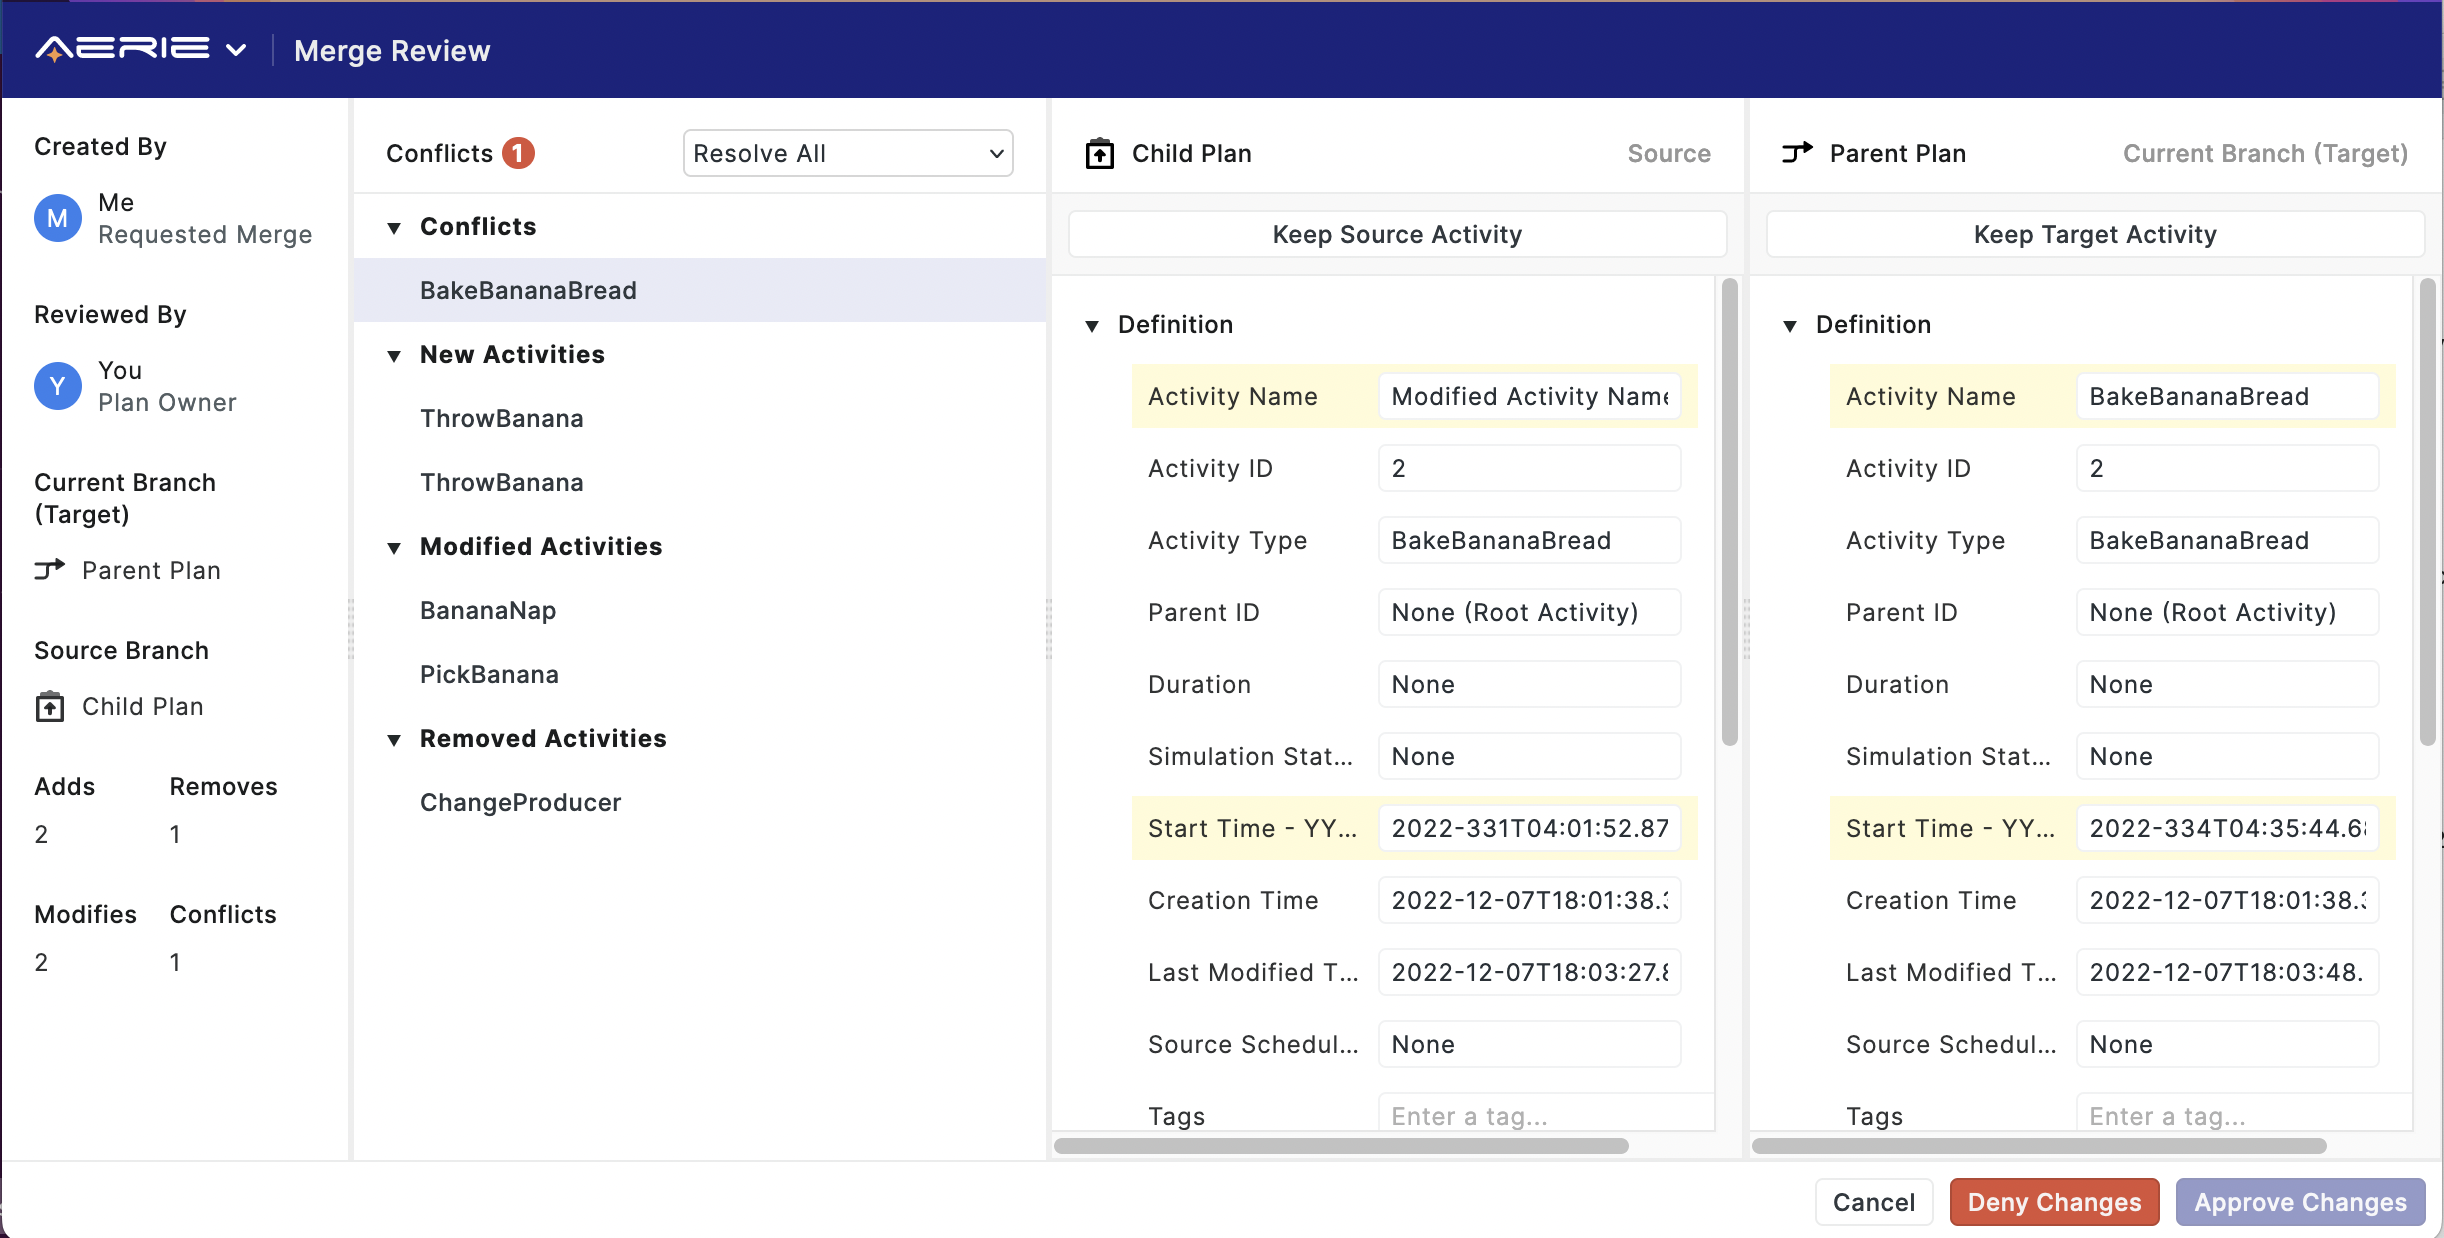 AERIE
Merge Review
Created By
M
Me
Requested Merge
Reviewed By
Y
You
Plan Owner
Current Branch
(Target)
Parent Plan
Source Branch
Child Plan
Adds Removes
2 1
Modifies Conflicts
2 1
Conflicts 1 Resolve All
Conflicts
BakeBananaBread
New Activities
ThrowBanana
ThrowBanana
Modified Activities
BananaNap
PickBanana
Removed Activities
ChangeProducer
Child Plan Source
Keep Source Activity
Definition
Activity Name Modified Activity Name
Activity ID 2
Activity Type BakeBananaBread
Parent ID None (Root Activity)
Duration None
Simulation Stat... None
Start Time - YY... 2022-331T04:01:52.87
Creation Time 2022-12-07T18:01:38.3
Last Modified T... 2022-12-07T18:03:27.8
Source Schedul... None
Tags Enter a tag...
Parent Plan Current Branch (Target)
Keep Target Activity
Definition
Activity Name BakeBananaBread
Activity ID 2
Activity Type BakeBananaBread
Parent ID None (Root Activity)
Duration None
Simulation Stat... None
Start Time - YY... 2022-334T04:35:44.68
Creation Time 2022-12-07T18:01:38.3
Last Modified T... 2022-12-07T18:03:48.
Source Schedul... None
Tags Enter a tag...
Cancel
Deny Changes
Approve Changes